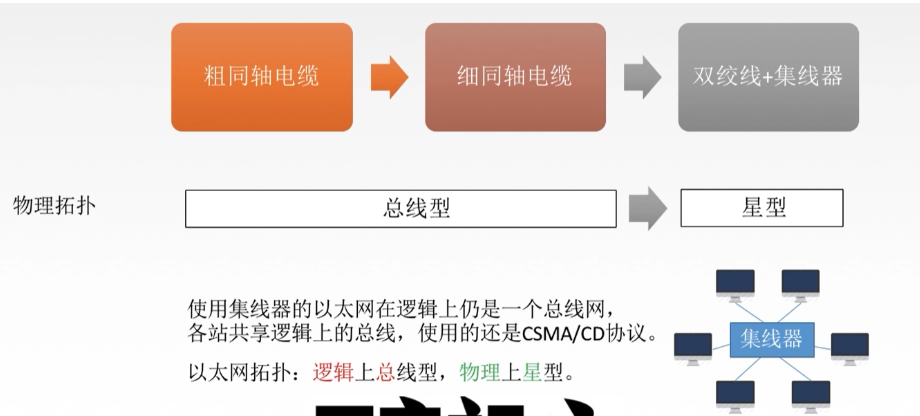 粗同轴电缆
细同轴电缆
双绞线+集线器
物理拓扑
总线型
星型
使用集线器的以太网在逻辑上仍是一个总线网，
各站共享逻辑上的总线，使用的还是CSMA/CD协议。
集线器
以太网拓扑：逻辑上总线型，物理上星型。